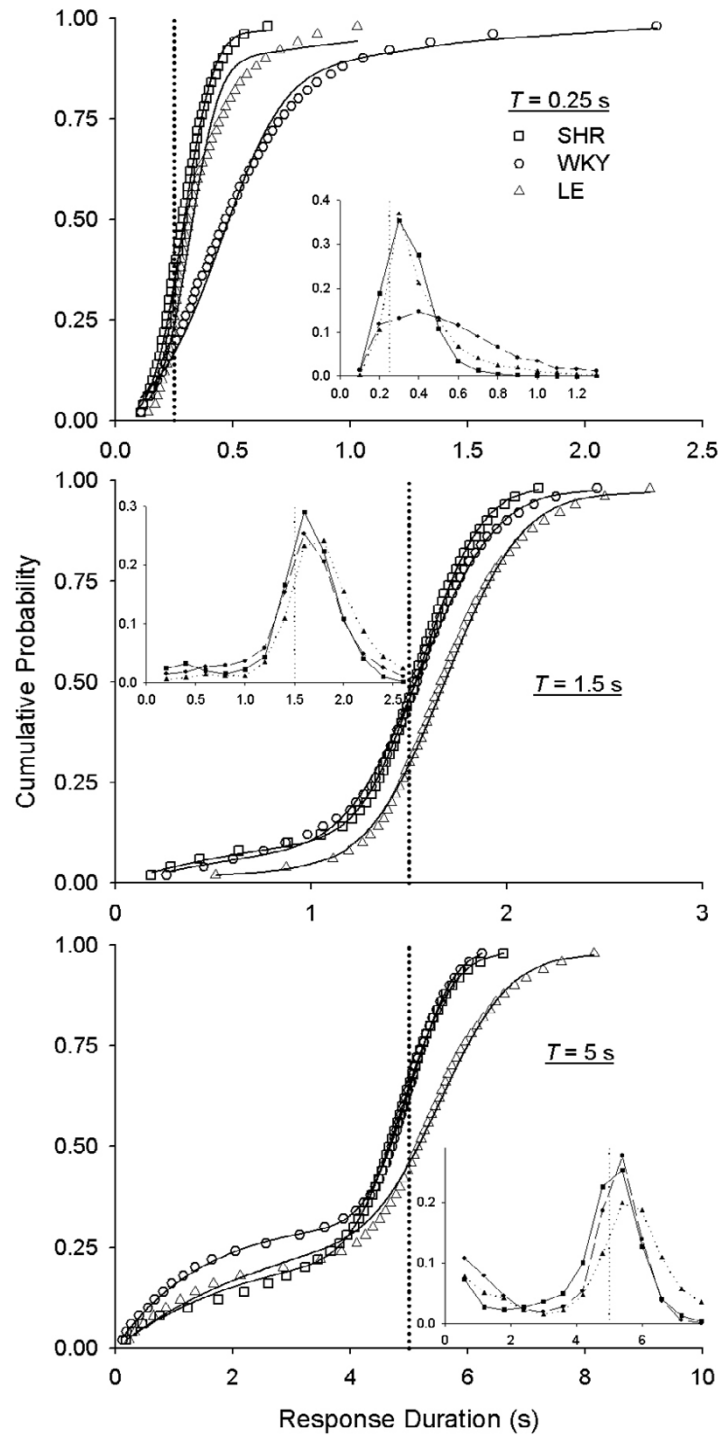 1.00
0.75
0.50
0.25
0.00
T = 0.25 s
SHR
WKY
LE
0.4
0.3
0.2
0.1
0.0
0.2 0.4 0.6 0.8 1.0 1.2
0.0 0.5 1.0 1.5 2.0 2.5
Cumulative Probability
1.00
0.75
0.50
0.25
0.00
0.3
0.2
0.1
0.0
0.0 0.5 1.0 1.5 2.0 2.5
T = 1.5 s
0 1 2 3
1.00
0.75
0.50
0.25
0.00
T = 5 s
0.2
0.1
0.0
0 2 4 6
0 2 4 6 8 10
Response Duration (s)